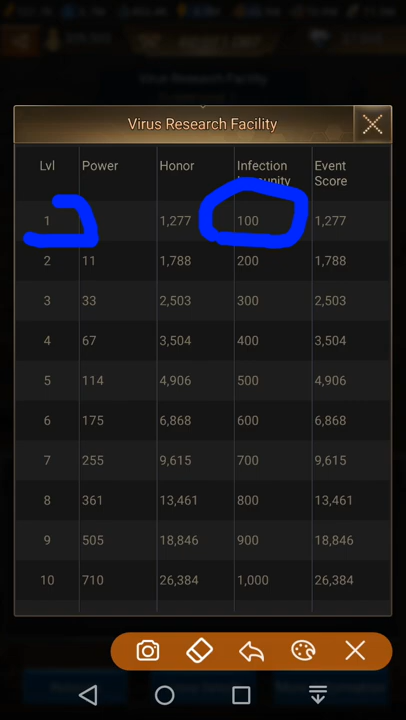 Virus Research Facility
Virus Research Facility
Lvl Power Honor Infection Immunity Event Score
1 1,277 100 1,277
2 11 1,788 200 1,788
3 33 2,503 300 2,503
4 67 3,504 400 3,504
5 114 4,906 500 4,906
6 175 6,868 600 6,868
7 255 9,615 700 9,615
8 361 13,461 800 13,461
9 505 18,846 900 18,846
10 710 26,384 1,000 26,384